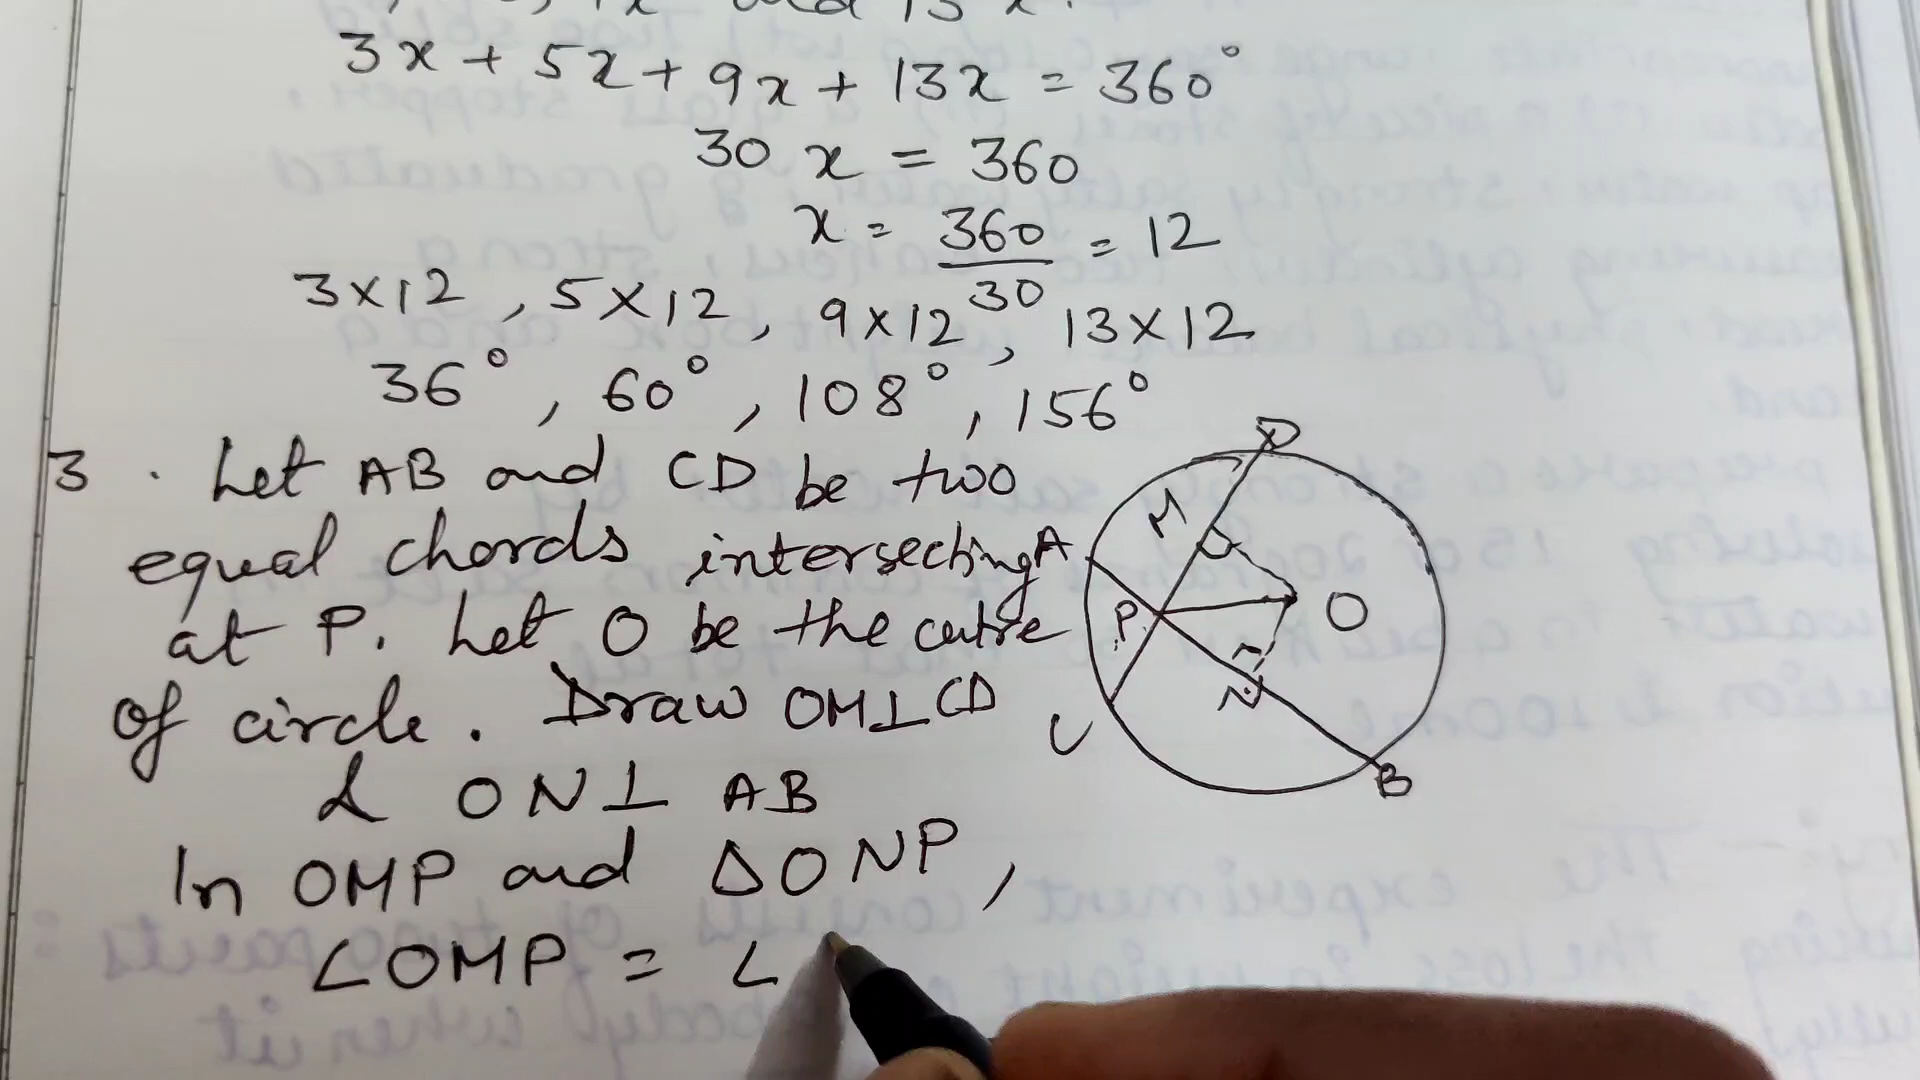 3x + 5x + 9x + 13x = 360°
30 x = 360
x = 360/30 = 12
3×12, 5×12, 9×12, 13×12
36°, 60°, 108°, 156°
3. Let AB and CD be two
equal chords intersecting
at P. Let O be the
of circle. Draw OM⊥CD
& ON⊥ AB
In OMP and ΔONP,
∠OMP = ∠
D
M
A
P
O
N
C
B